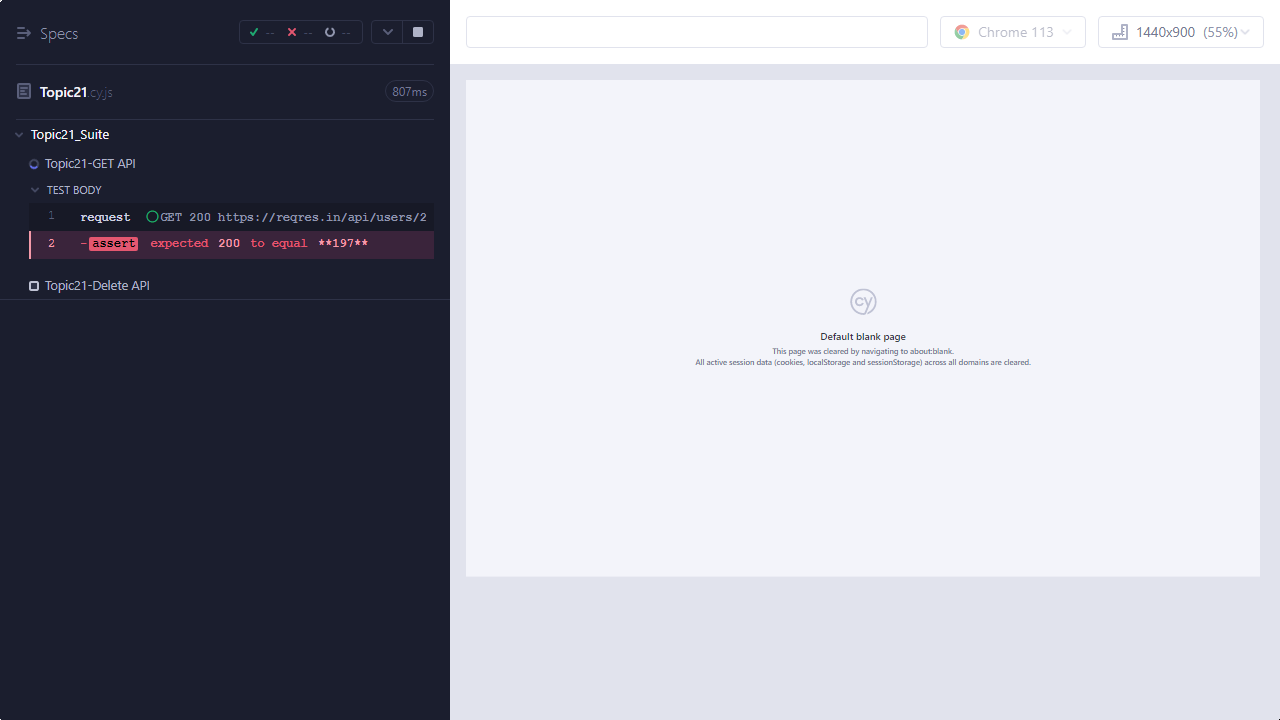 Specs
-- -- --
Topic21.cy.js
807ms
Topic21_Suite
Topic21-GET API
TEST BODY
1 request GET 200 https://reqres.in/api/users/2
2 -assert expected 200 to equal **197**
Topic21-Delete API
Chrome 113
1440x900 (55%)
cy
Default blank page
This page was cleared by navigating to about:blank.
All active session data (cookies, localStorage and sessionStorage) across all domains are cleared.